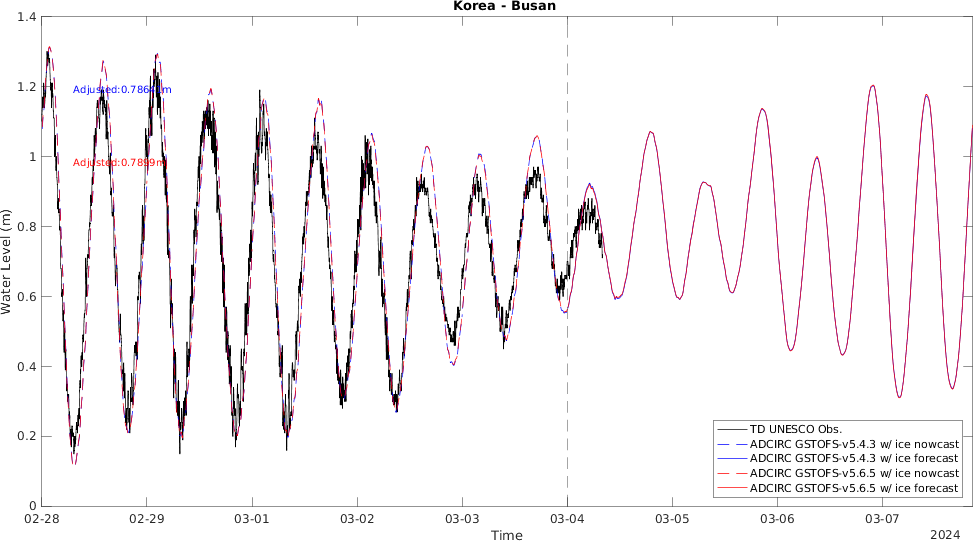 Korea - Busan
1.4
1.2
1
0.8
0.6
0.4
0.2
0
Water Level (m)
Adjusted:0.7899m
02-28
02-29
03-01
03-02
03-03
03-04
03-05
03-06
03-07
Time
2024
TD UNESCO Obs.
ADCIRC GSTOFS-v5.4.3 w/ ice nowcast
ADCIRC GSTOFS-v5.4.3 w/ ice forecast
ADCIRC GSTOFS-v5.6.5 w/ ice nowcast
ADCIRC GSTOFS-v5.6.5 w/ ice forecast